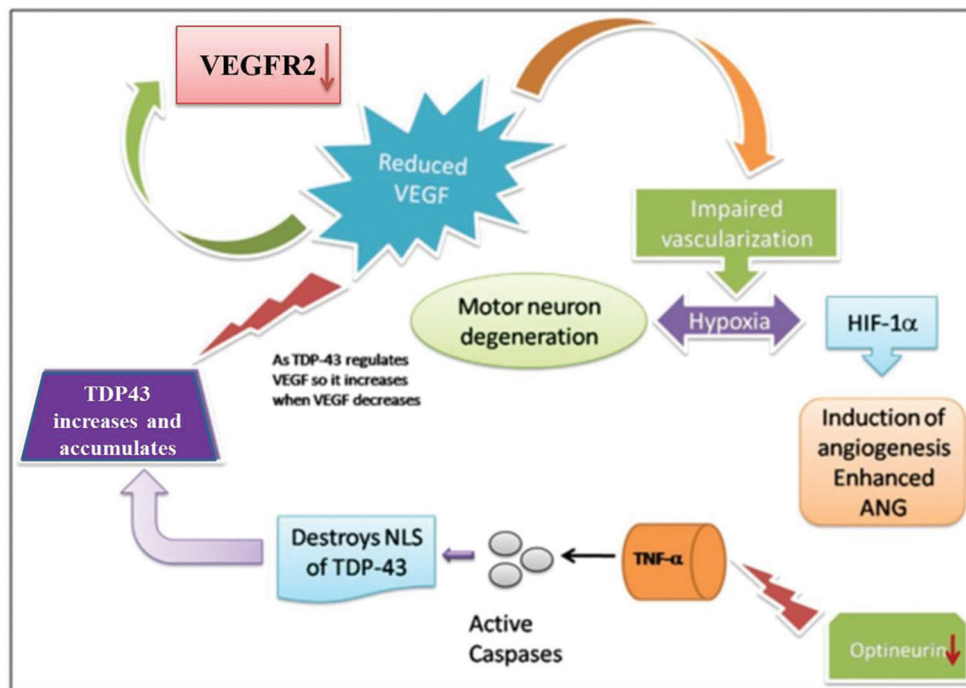 VEGFR2
Reduced
VEGF
Impaired
vascularization
Motor neuron
degeneration
Hypoxia
HIF-1α
As TDP-43 regulates
VEGF so it increases
when VEGF decreases
TDP43
increases and
accumulates
Induction of
angiogenesis
Enhanced
ANG
Destroys NLS
of TDP-43
TNF-α
Active
Caspases
Optineurin